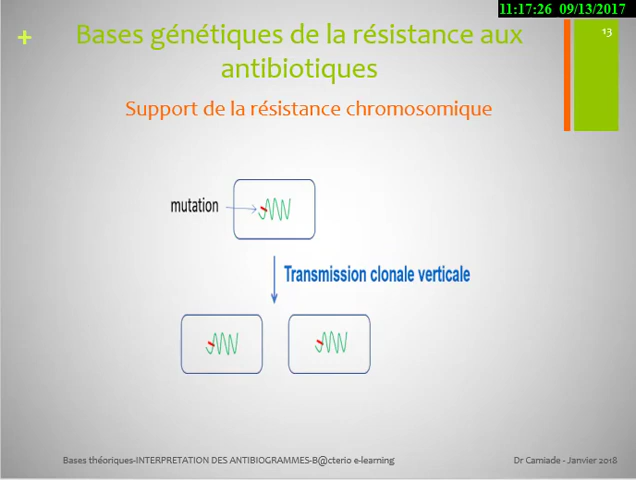 11:17:26 09/13/2017
13
+
Bases génétiques de la résistance aux
antibiotiques
Support de la résistance chromosomique
mutation
Transmission clonale verticale
Bases théoriques-INTERPRETATION DES ANTIBIOGRAMMES-B@cterio e-learning
Dr Camiade - Janvier 2018